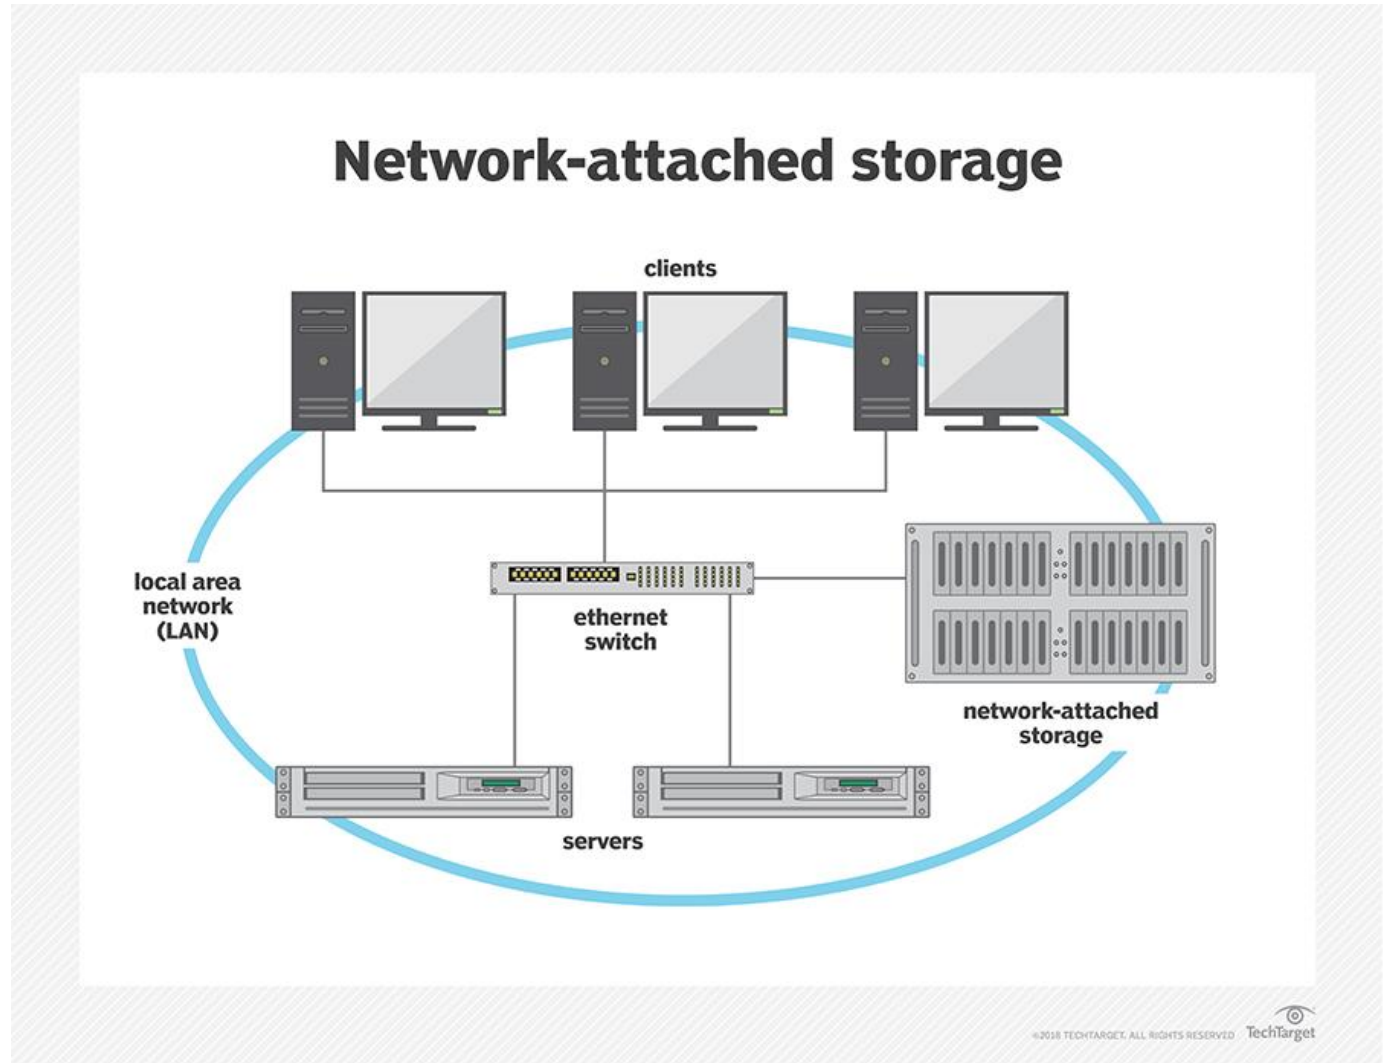 Network-attached storage
clients
local area
network
(LAN)
ethernet
switch
network-attached
storage
servers
©2018 TECHTARGET. ALL RIGHTS RESERVED
TechTarget